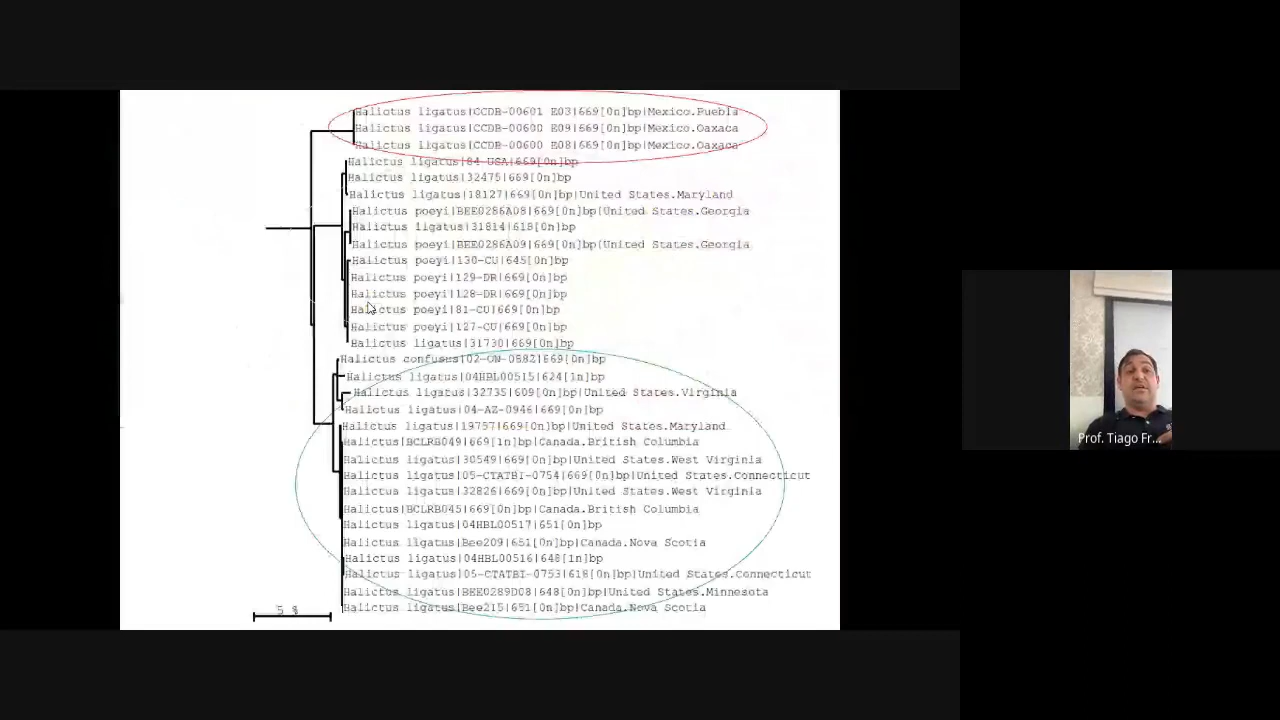 Halictus ligatus|CCDB-00601 E03|669[0n]bp|Mexico.Puebla
Halictus ligatus|CCDB-00600 E09|669[0n]bp|Mexico.Oaxaca
Halictus ligatus|CCDB-00600 E08|669[0n]bp|Mexico.Oaxaca
Halictus ligatus|84-USA|669[0n]bp
Halictus ligatus|32475|669[0n]bp
Halictus ligatus|18127|669[0n]bp|United States.Maryland
Halictus poeyi|BEE0286A08|669[0n]bp|United States.Georgia
Halictus ligatus|31814|618[0n]bp
Halictus poeyi|BEE0286A09|669[0n]bp|United States.Georgia
Halictus poeyi|130-CU|645[0n]bp
Halictus poeyi|129-DR|669[0n]bp
Halictus poeyi|128-DR|669[0n]bp
Halictus poeyi|81-CU|669[0n]bp
Halictus poeyi|127-CU|669[0n]bp
Halictus ligatus|31730|669[0n]bp
Halictus confusus|02-ON-0882|669[0n]bp
Halictus ligatus|04HBL00515|624[1n]bp
Halictus ligatus|32735|609[0n]bp|United States.Virginia
Halictus ligatus|04-AZ-0946|669[0n]bp
Halictus ligatus|19757|669[0n]bp|United States.Maryland
Halictus|BCLRB049|669[1n]bp|Canada.British Columbia
Halictus ligatus|30549|669[0n]bp|United States.West Virginia
Halictus ligatus|05-CTATBI-0754|669[0n]bp|United States.Connecticut
Halictus ligatus|32826|669[0n]bp|United States.West Virginia
Halictus|BCLRB045|669[0n]bp|Canada.British Columbia
Halictus ligatus|04HBL00517|651[0n]bp
Halictus ligatus|Bee209|651[0n]bp|Canada.Nova Scotia
Halictus ligatus|04HBL00516|648[1n]bp
Halictus ligatus|05-CTATBI-0753|618[0n]bp|United States.Connecticut
Halictus ligatus|BEE0289D08|648[0n]bp|United States.Minnesota
Halictus ligatus|Bee215|651[0n]bp|Canada.Nova Scotia
5 %
Prof. Tiago Fr...